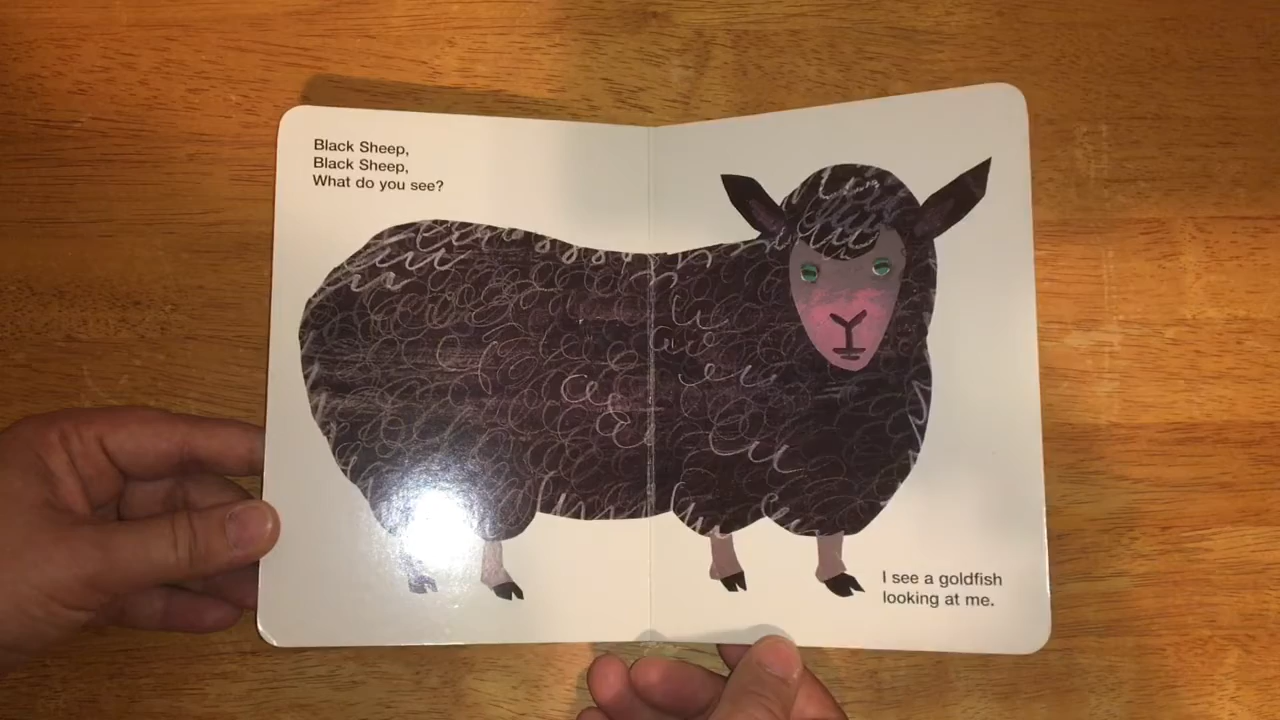 Black Sheep,
Black Sheep,
What do you see?
I see a goldfish
looking at me.